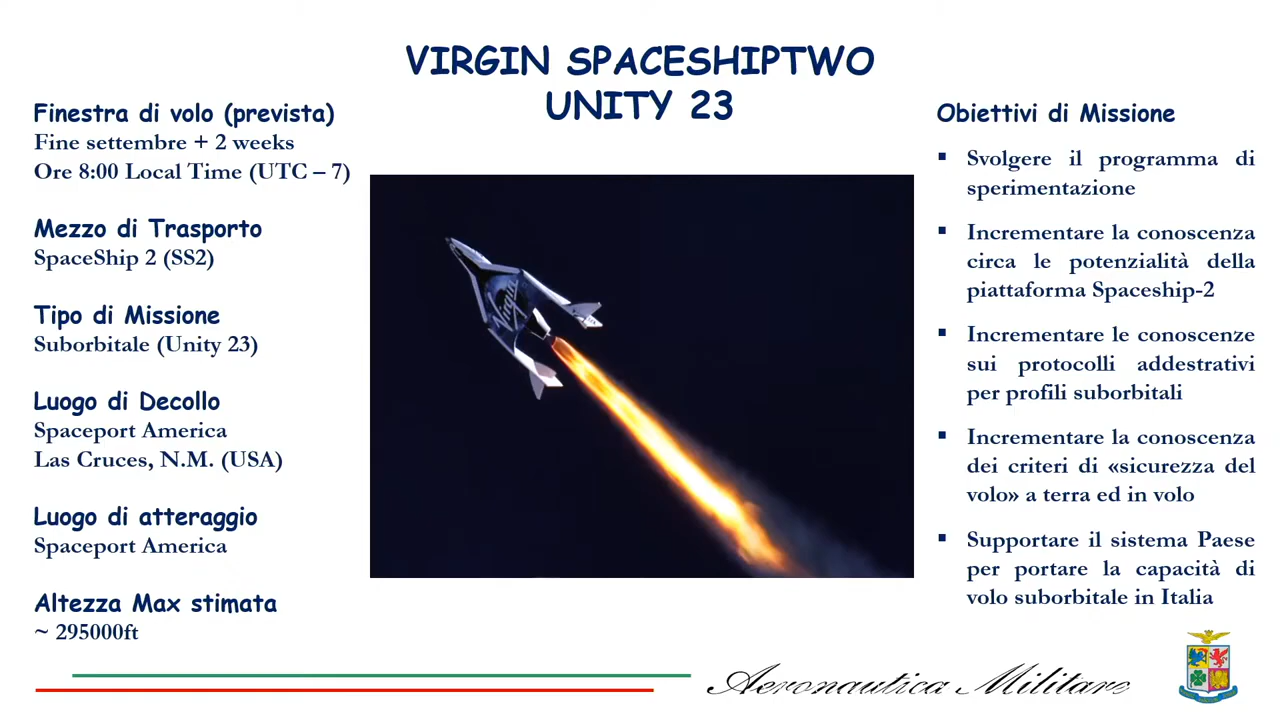 VIRGIN SPACESHIPTWO
UNITY 23
Finestra di volo (prevista)
Fine settembre + 2 weeks
Ore 8:00 Local Time (UTC – 7)
Mezzo di Trasporto
SpaceShip 2 (SS2)
Tipo di Missione
Suborbitale (Unity 23)
Luogo di Decollo
Spaceport America
Las Cruces, N.M. (USA)
Luogo di atteraggio
Spaceport America
Altezza Max stimata
~ 295000ft
Virgin
Obiettivi di Missione
▪ Svolgere il programma di
sperimentazione
▪ Incrementare la conoscenza
circa le potenzialità della
piattaforma Spaceship-2
▪ Incrementare le conoscenze
sui protocolli addestrativi
per profili suborbitali
▪ Incrementare la conoscenza
dei criteri di «sicurezza del
volo» a terra ed in volo
▪ Supportare il sistema Paese
per portare la capacità di
volo suborbitale in Italia
Aeronautica Militare